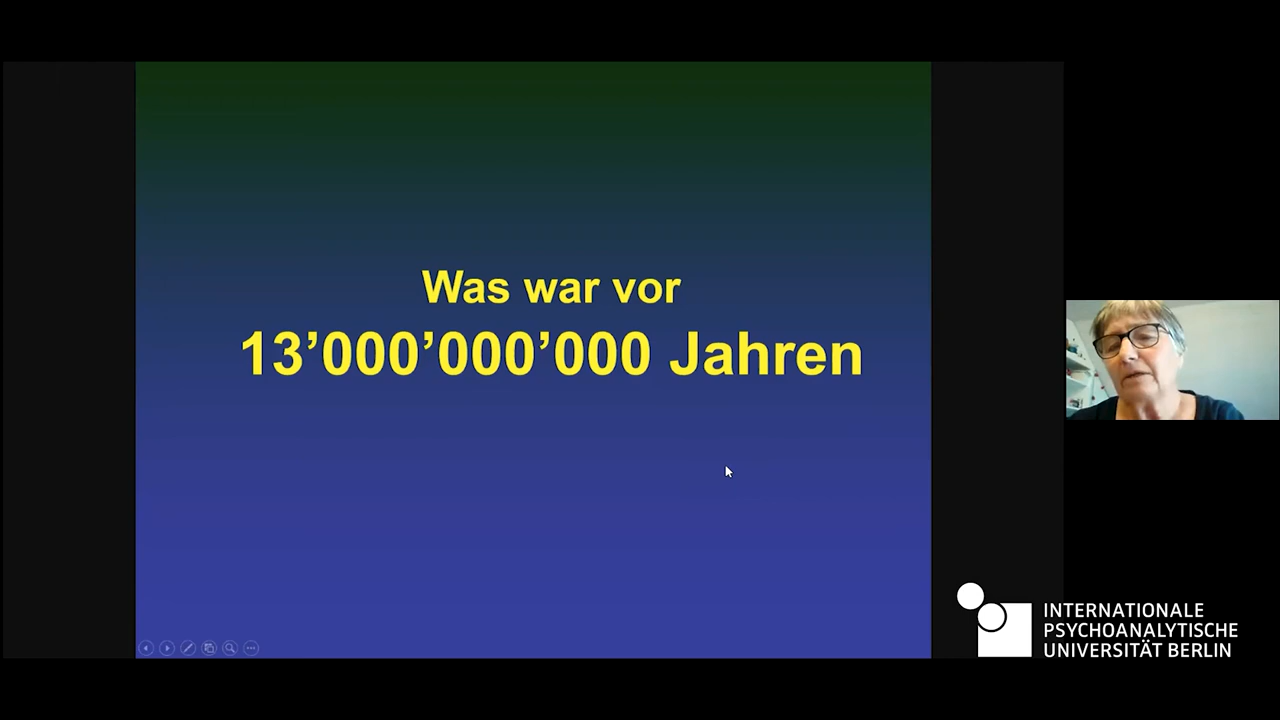 Was war vor
13’000’000’000 Jahren
INTERNATIONALE
PSYCHOANALYTISCHE
UNIVERSITÄT BERLIN